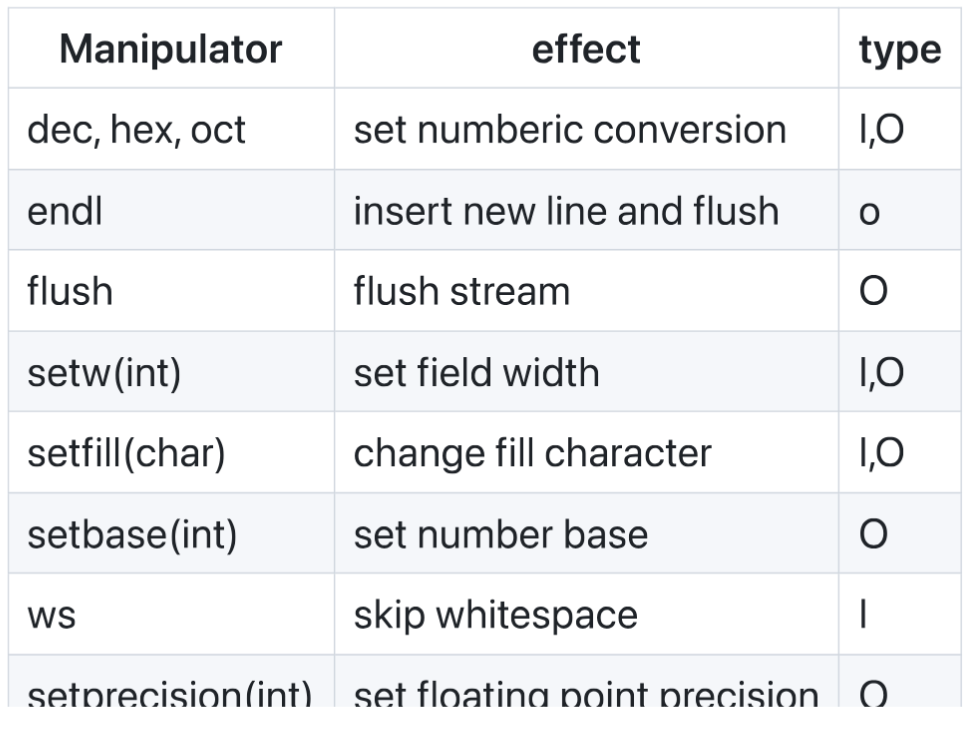 Manipulator effect type
dec, hex, oct set numberic conversion I,O
endl insert new line and flush o
flush flush stream O
setw(int) set field width I,O
setfill(char) change fill character I,O
setbase(int) set number base O
ws skip whitespace I
setprecision(int) set floating point precision O